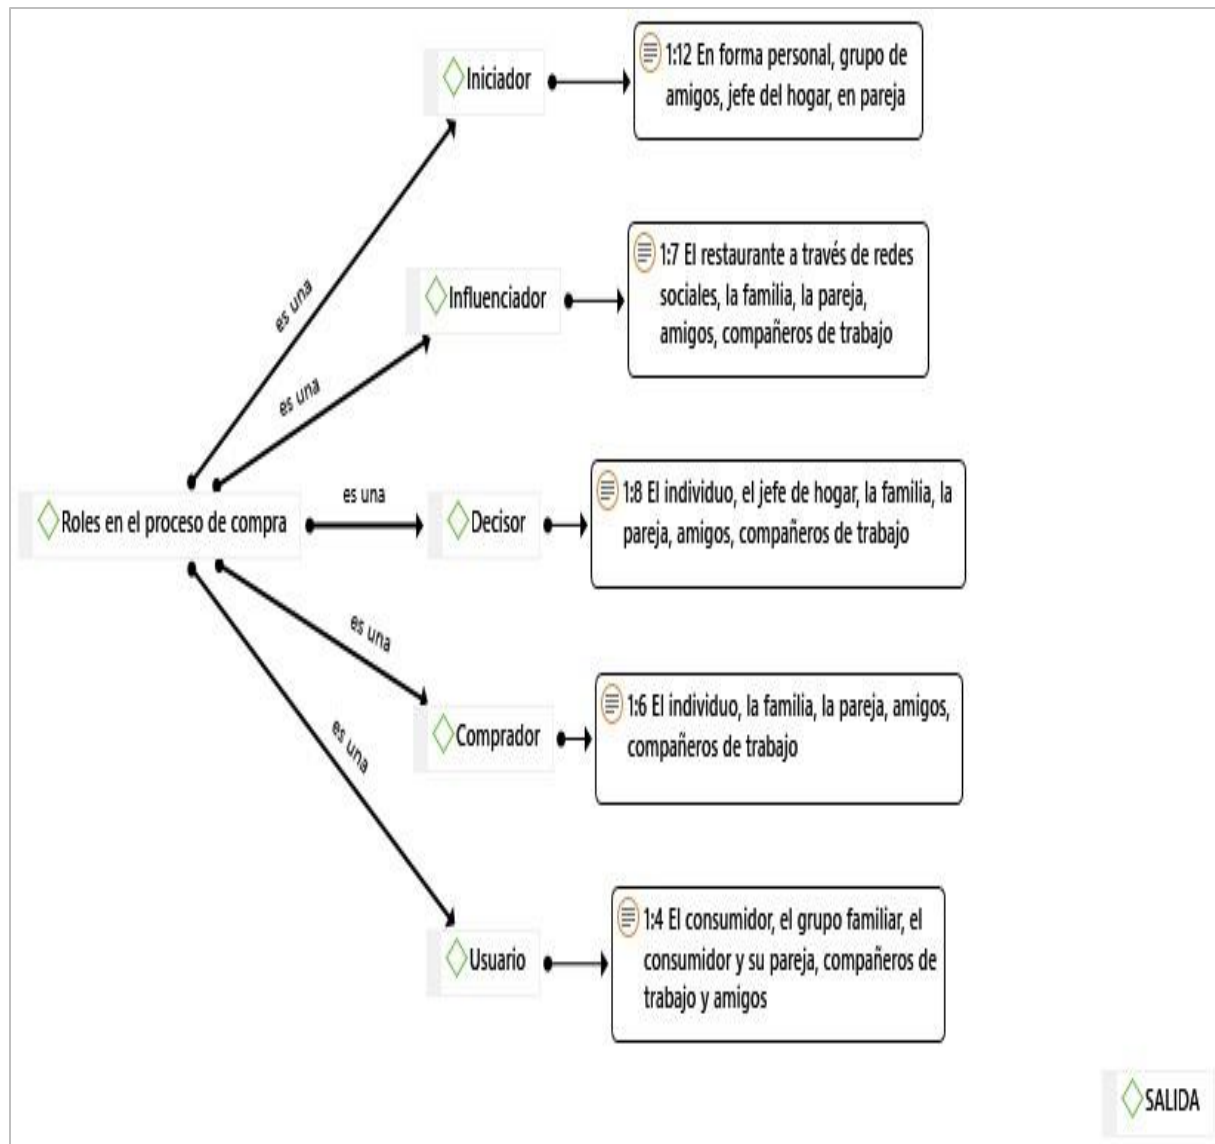 Iniciador
1:12 En forma personal, grupo de
amigos, jefe del hogar, en pareja
es una
Influenciador
1:7 El restaurante a través de redes
sociales, la familia, la pareja,
amigos, compañeros de trabajo
es una
Roles en el proceso de compra
es una
Decisor
1:8 El individuo, el jefe de hogar, la familia, la
pareja, amigos, compañeros de trabajo
es una
Comprador
1:6 El individuo, la familia, la pareja, amigos,
compañeros de trabajo
es una
Usuario
1:4 El consumidor, el grupo familiar, el
consumidor y su pareja, compañeros de
trabajo y amigos
SALIDA